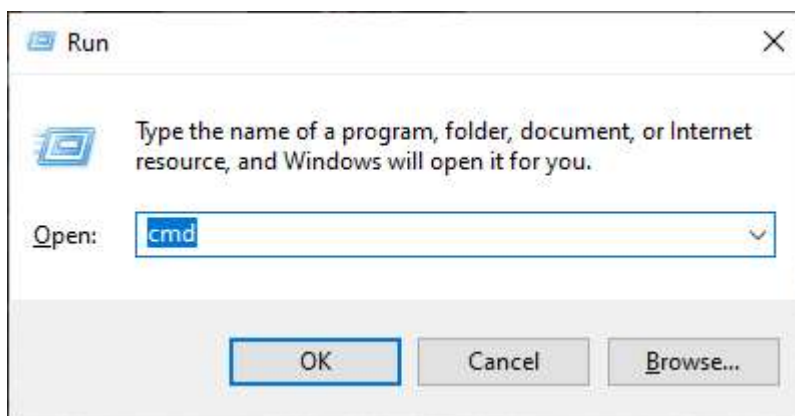 Run
Type the name of a program, folder, document, or Internet
resource, and Windows will open it for you.
Open: cmd
OK Cancel Browse...